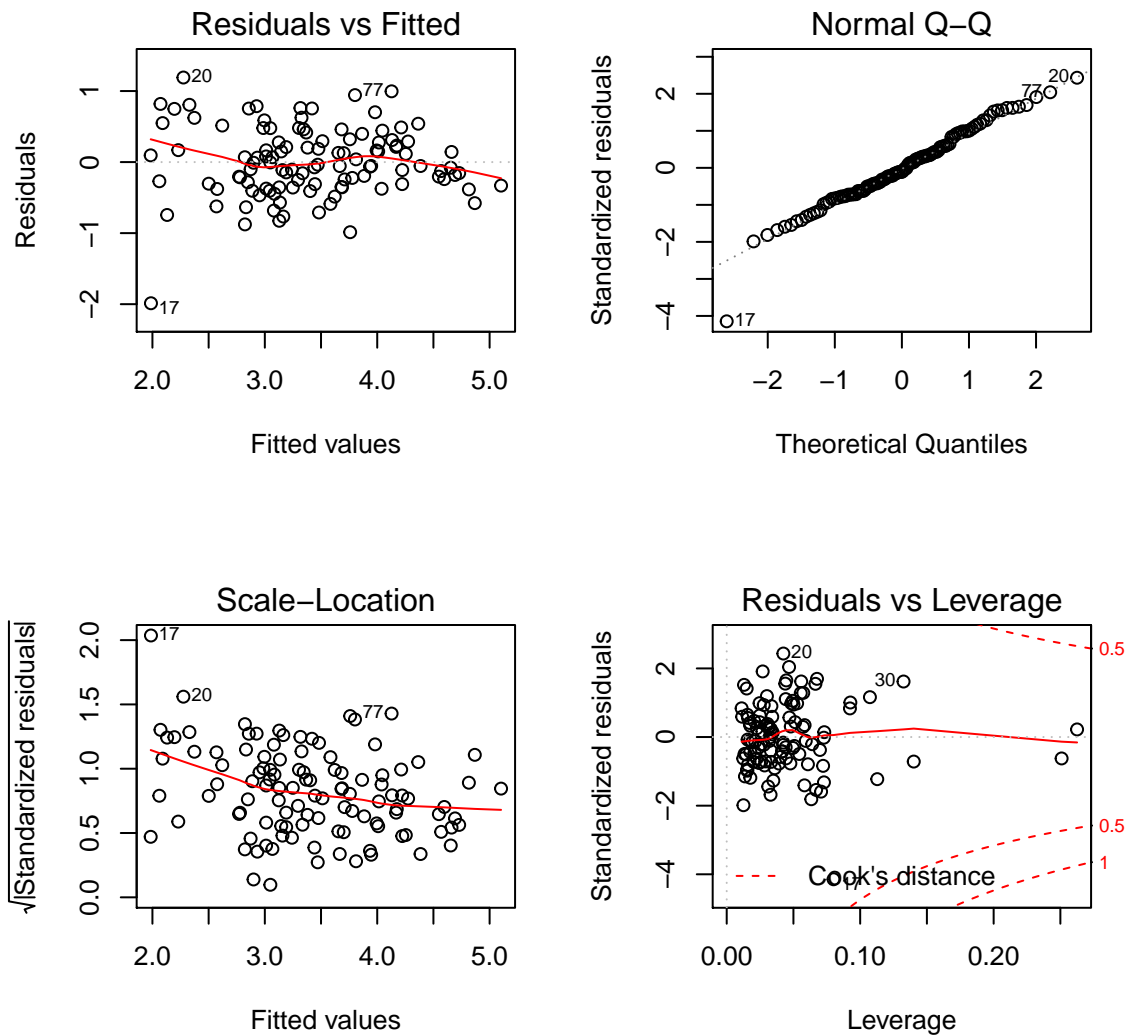 Residuals vs Fitted
Residuals
1
0
−1
−2
20
77
17
2.0 3.0 4.0 5.0
Fitted values
Normal Q−Q
Standardized residuals
2
0
−2
−4
77 20
17
−2 −1 0 1 2
Theoretical Quantiles
Scale−Location
√|Standardized residuals|
2.0
1.5
1.0
0.5
0.0
17
20
77
2.0 3.0 4.0 5.0
Fitted values
Residuals vs Leverage
Standardized residuals
2
0
−2
−4
20
30
17
Cook's distance
0.5
0.5
1
0.00 0.10 0.20
Leverage